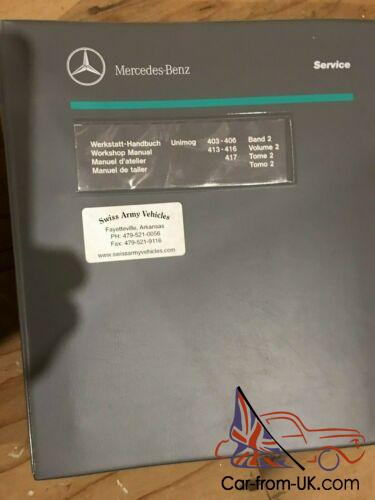 Mercedes-Benz
Service
Werkstatt-Handbuch Unimog 403 - 406 Band 2
Workshop Manual 413 - 416 Volume 2
Manuel d'atelier 417 Tome 2
Manual de taller Tomo 2
Swiss Army Vehicles
Fayetteville, Arkansas
PH: 479-521-0056
Fax: 479-521-9116
www.swissarmyvehicles.com
Car-from-UK.com